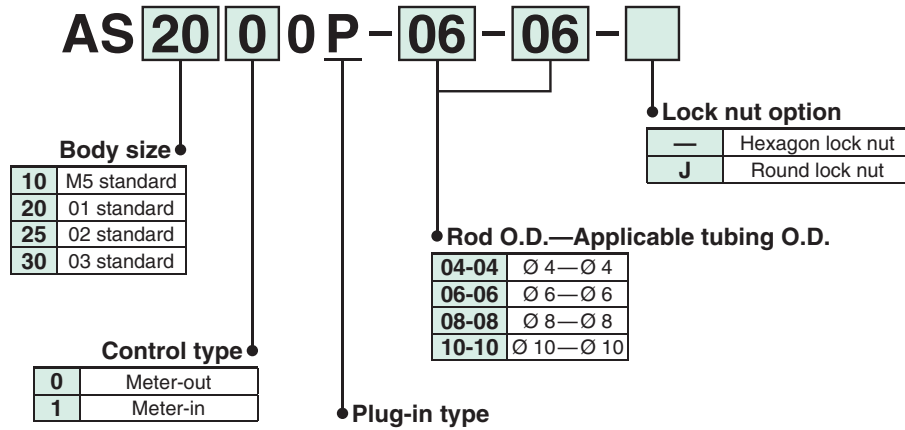 AS 20 0 0 P - 06 - 06 -
Lock nut option
— Hexagon lock nut
J Round lock nut
Body size
10 M5 standard
20 01 standard
25 02 standard
30 03 standard
Rod O.D.—Applicable tubing O.D.
04-04 Ø 4—Ø 4
06-06 Ø 6—Ø 6
08-08 Ø 8—Ø 8
10-10 Ø 10—Ø 10
Control type
0 Meter-out
1 Meter-in
Plug-in type